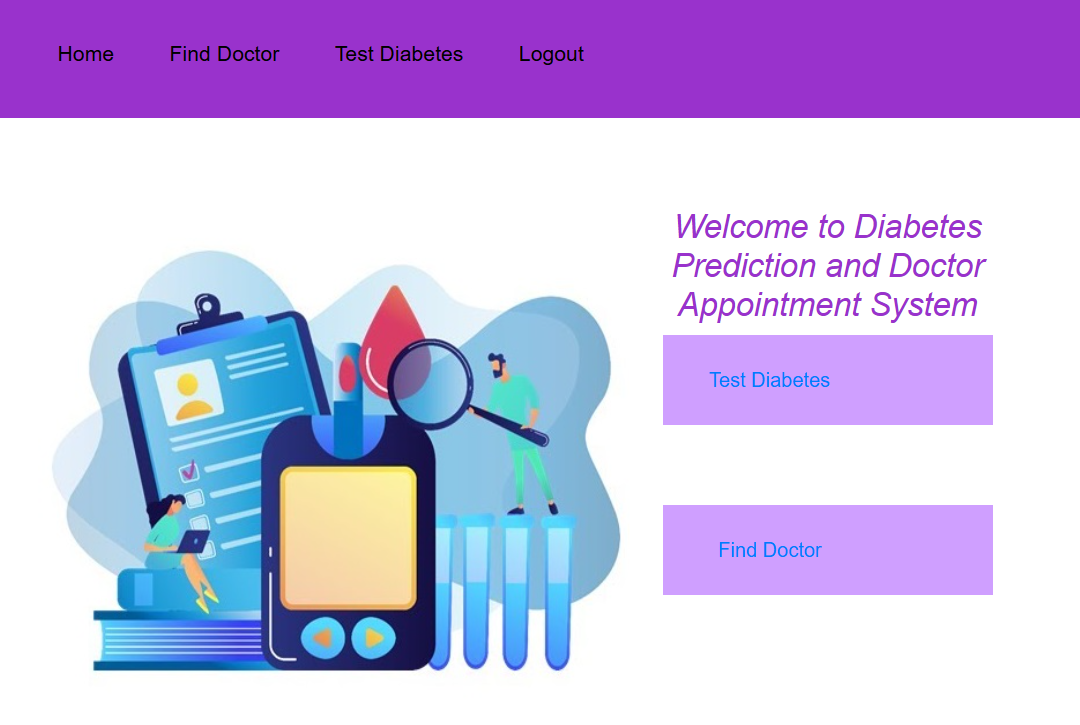 Home Find Doctor Test Diabetes Logout
Welcome to Diabetes
Prediction and Doctor
Appointment System
Test Diabetes
Find Doctor